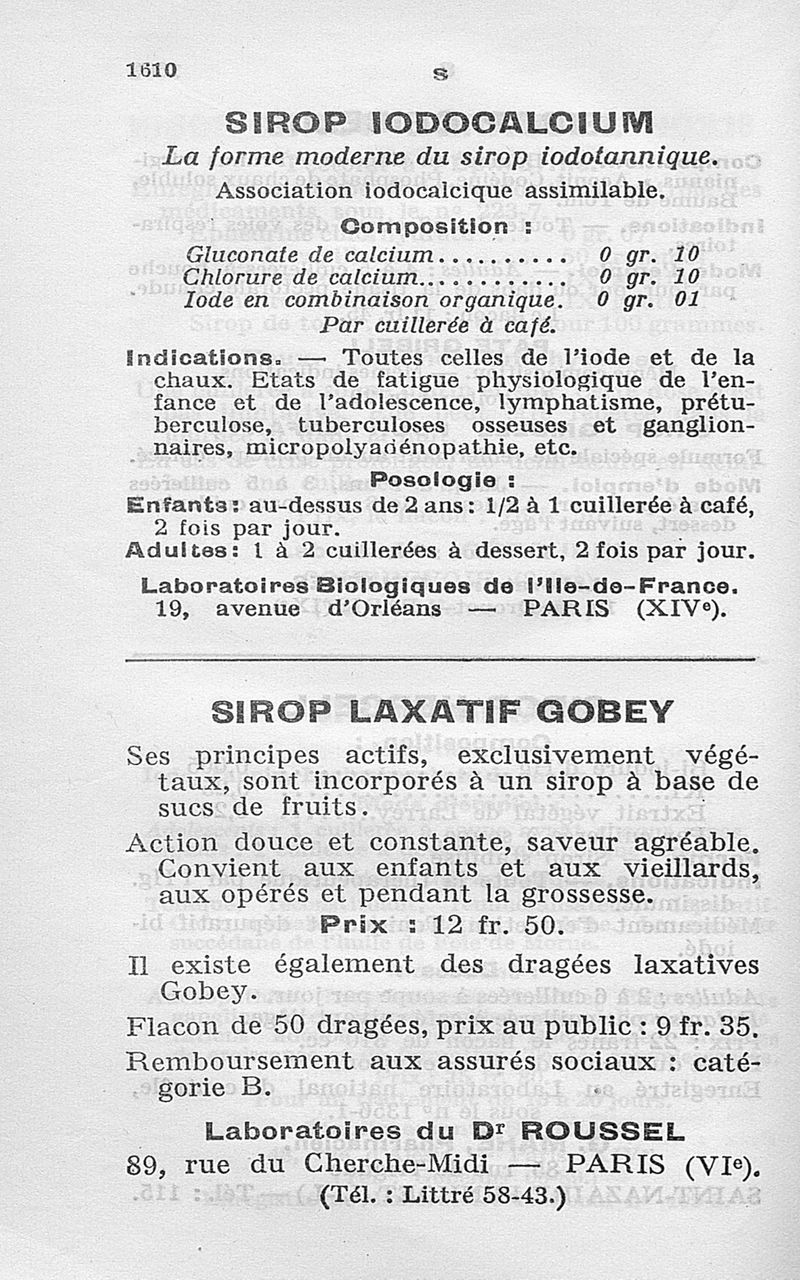 1610
S
SIROP IODOCALCIUM
La forme moderne du sirop iodotannique.
Association iodocalcique assimilable.
Composition :
Gluconate de calcium........... 0 gr. 10
Chlorure de calcium............. 0 gr. 10
Iode en combinaison organique. 0 gr. 01
Par cuillerée à café.
Indications. — Toutes celles de l'iode et de la
chaux. Etats de fatigue physiologique de l'en-
fance et de l'adolescence, lymphatisme, prétu-
berculose, tuberculoses osseuses et ganglion-
naires, micropolyadénopathie, etc.
Posologie :
Enfants : au-dessus de 2 ans : 1/2 à 1 cuillerée à café,
2 fois par jour.
Adultes : 1 à 2 cuillerées à dessert, 2 fois par jour.
Laboratoires Biologiques de l'Ile-de-France.
19, avenue d'Orléans — PARIS (XIVe).
SIROP LAXATIF GOBEY
Ses principes actifs, exclusivement végé-
taux, sont incorporés à un sirop à base de
sucs de fruits.
Action douce et constante, saveur agréable.
Convient aux enfants et aux vieillards,
aux opérés et pendant la grossesse.
Prix : 12 fr. 50.
Il existe également des dragées laxatives
Gobey.
Flacon de 50 dragées, prix au public : 9 fr. 35.
Remboursement aux assurés sociaux : caté-
gorie B.
Laboratoires du Dr ROUSSEL
89, rue du Cherche-Midi — PARIS (VIe).
(Tél. : Littré 58-43.)